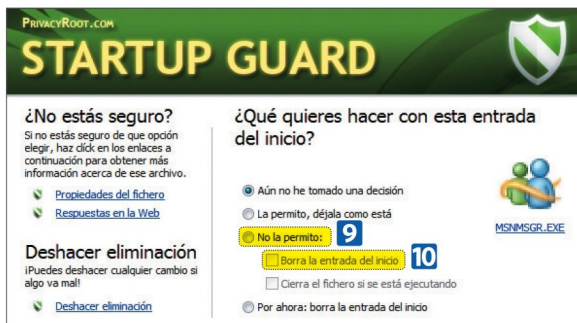 PRIVACYROOT.COM
STARTUP GUARD
¿No estás seguro?
Si no estás seguro de que opción
elegir, haz clíck en los enlaces a
continuación para obtener más
información acerca de ese archivo.
Propiedades del fichero
Respuestas en la Web
Deshacer eliminación
¡Puedes deshacer cualquier cambio si
algo va mal!
Deshacer eliminación
¿Qué quieres hacer con esta entrada
del inicio?
Aún no he tomado una decisión
La permito, déjala como está
No la permito: 9
Borra la entrada del inicio 10
Cierra el fichero si se está ejecutando
Por ahora: borra la entrada del inicio
MSNMSGR.EXE